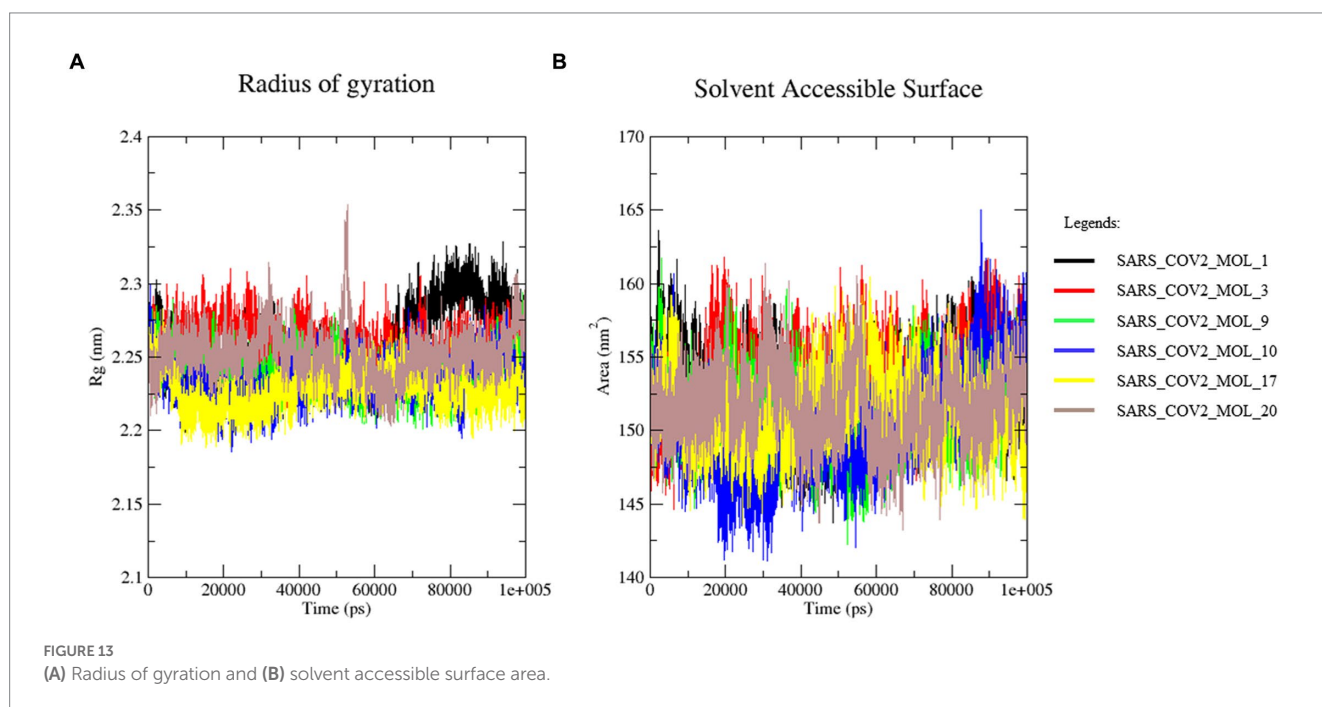 A
Radius of gyration
2.4
2.35
2.3
2.25
2.2
2.15
2.1
Rg (nm)
0 20000 40000 60000 80000 1e+005
Time (ps)
B
Solvent Accessible Surface
170
165
160
155
150
145
140
Area (nm²)
0 20000 40000 60000 80000 1e+005
Time (ps)
Legends:
SARS_COV2_MOL_1
SARS_COV2_MOL_3
SARS_COV2_MOL_9
SARS_COV2_MOL_10
SARS_COV2_MOL_17
SARS_COV2_MOL_20
FIGURE 13
(A) Radius of gyration and (B) solvent accessible surface area.